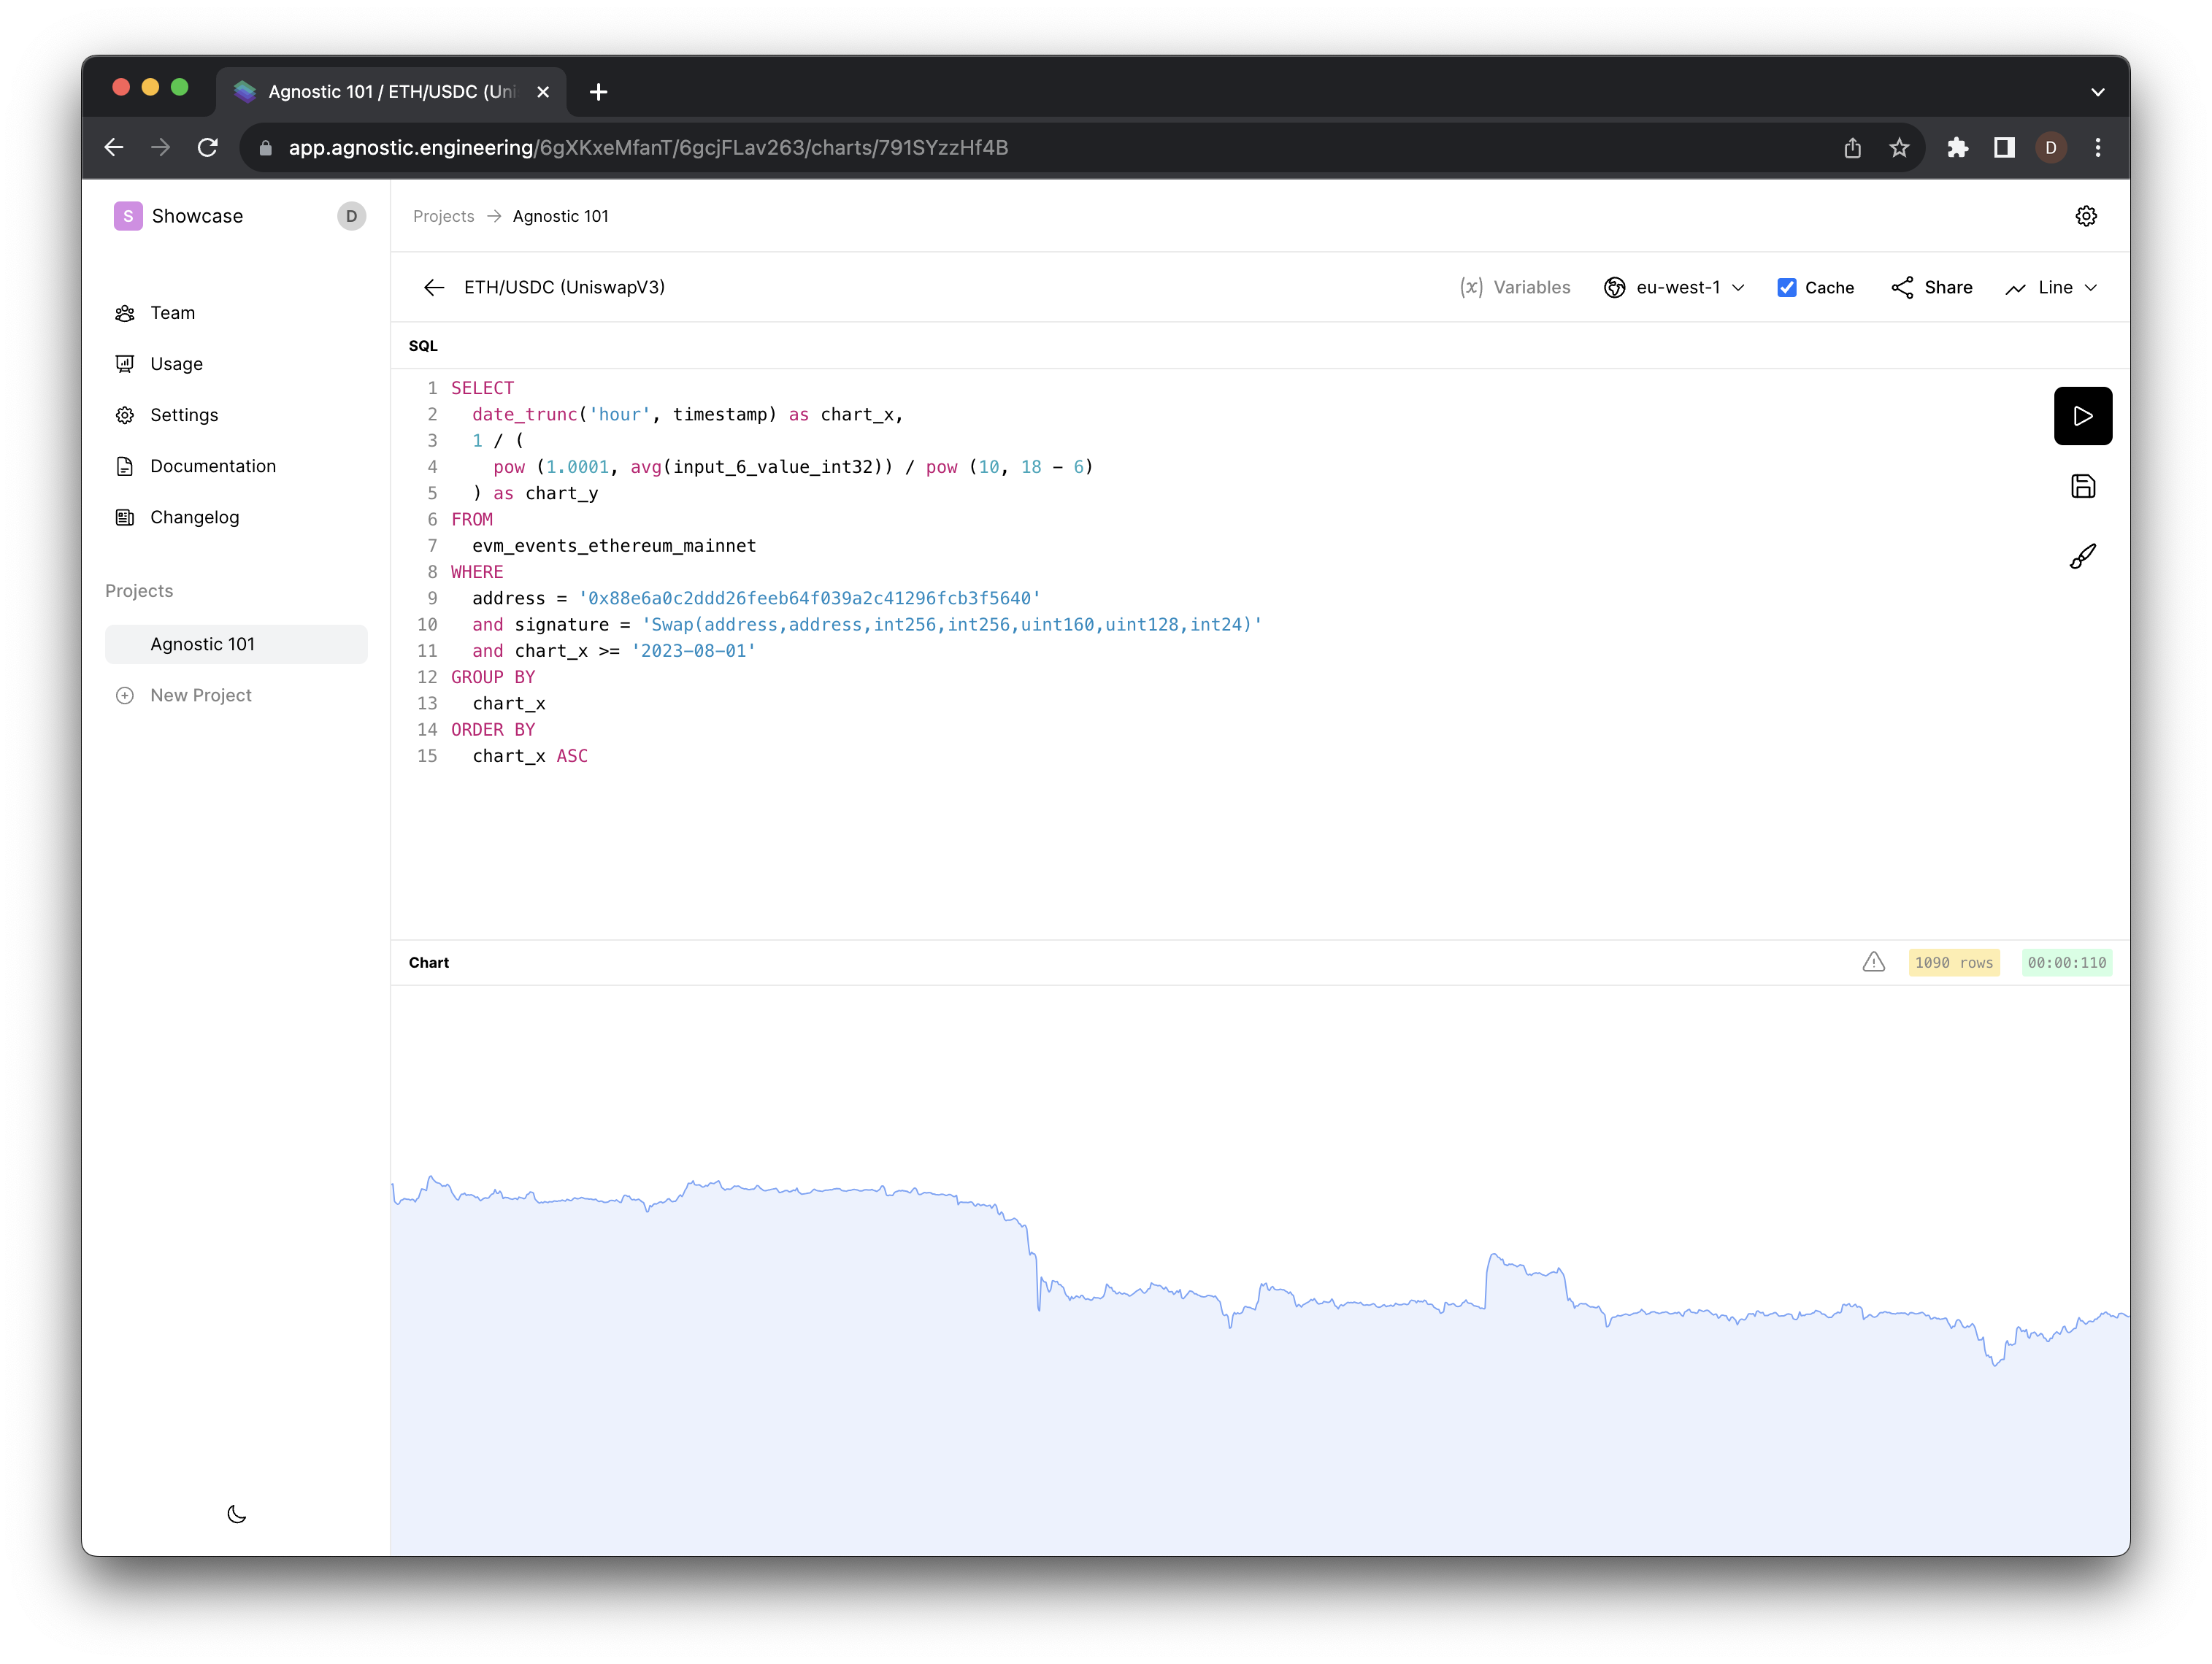 Agnostic 101 / ETH/USDC (Uni
app.agnostic.engineering/6gXKxeMfanT/6gcjFLav263/charts/791SYzzHf4B
D
S Showcase D
Projects → Agnostic 101
ETH/USDC (UniswapV3)
(x) Variables
eu-west-1
Cache
Share
Line
Team
Usage
Settings
Documentation
Changelog
Projects
Agnostic 101
New Project
SQL
1 SELECT
2 date_trunc('hour', timestamp) as chart_x,
3 1 / (
4 pow (1.0001, avg(input_6_value_int32)) / pow (10, 18 - 6)
5 ) as chart_y
6 FROM
7 evm_events_ethereum_mainnet
8 WHERE
9 address = '0x88e6a0c2ddd26feeb64f039a2c41296fcb3f5640'
10 and signature = 'Swap(address,address,int256,int256,uint160,uint128,int24)'
11 and chart_x >= '2023-08-01'
12 GROUP BY
13 chart_x
14 ORDER BY
15 chart_x ASC
Chart
1090 rows
00:00:110